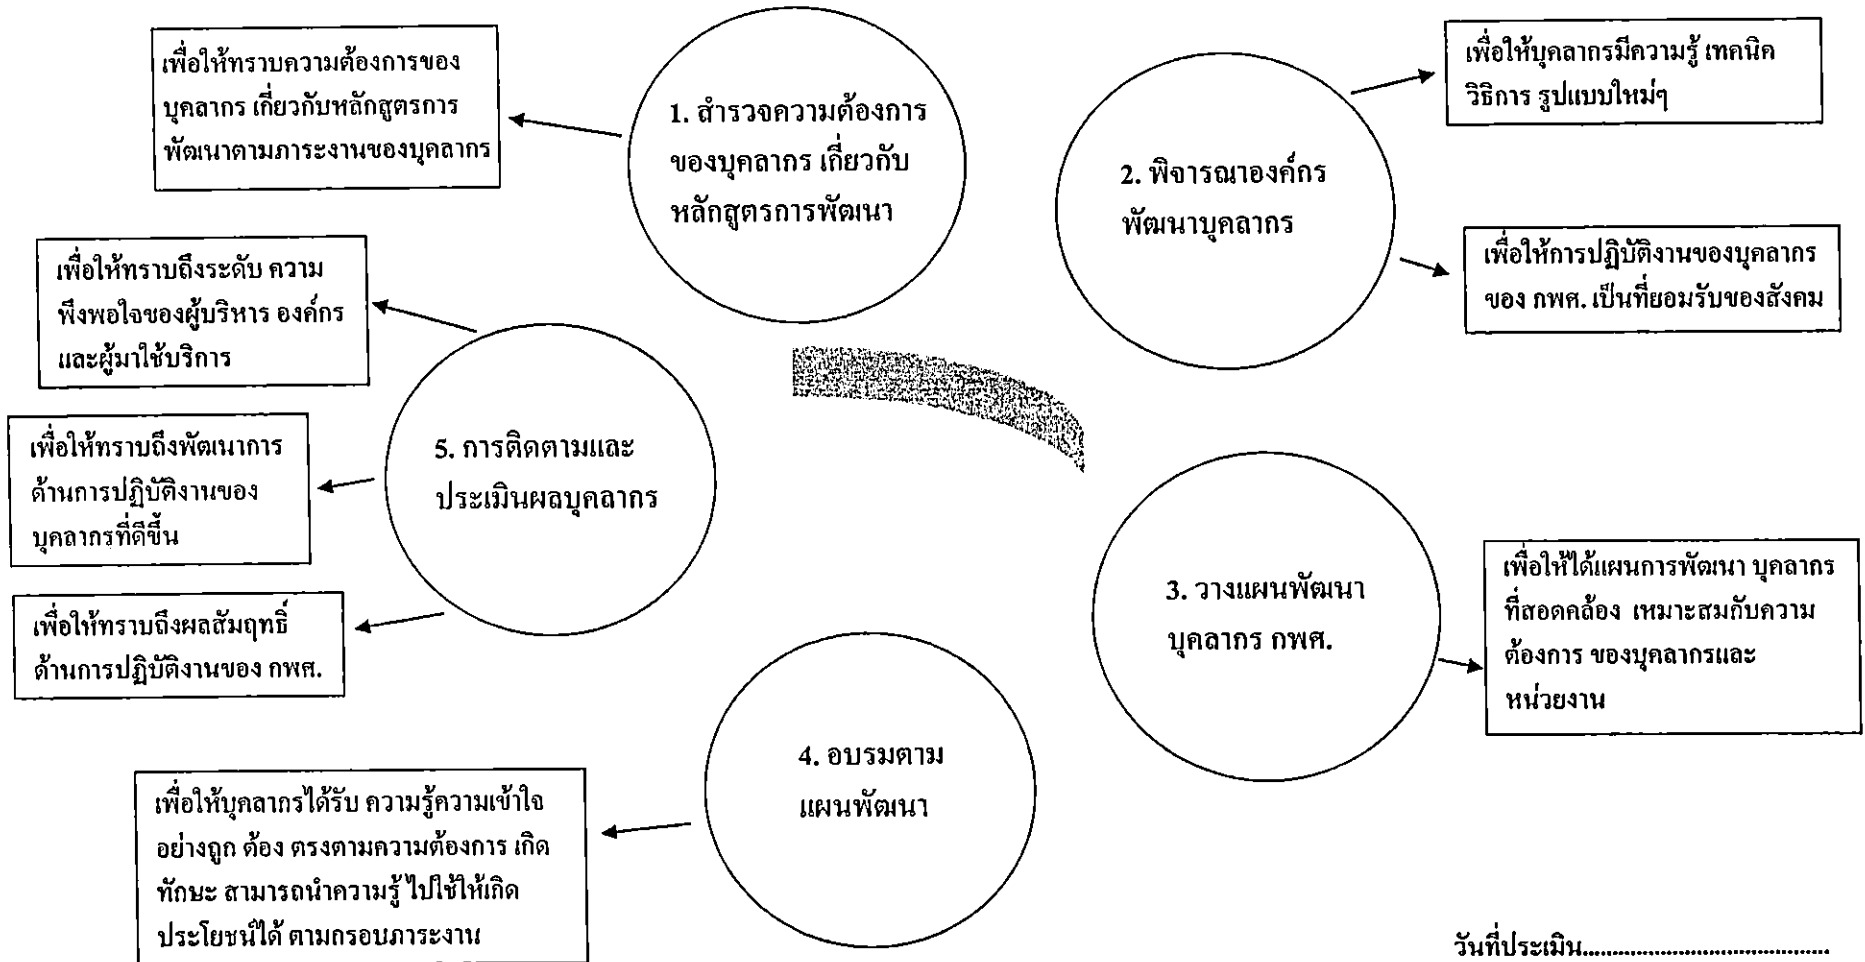 เพื่อให้ทราบความต้องการของ
บุคลากร เกี่ยวกับหลักสูตรการ
พัฒนาตามภาระงานของบุคลากร
1. สำรวจความต้องการ
ของบุคลากร เกี่ยวกับ
หลักสูตรการพัฒนา
2. พิจารณาองค์กร
พัฒนาบุคลากร
เพื่อให้บุคลากรมีความรู้ เทคนิค
วิธีการ รูปแบบใหม่ๆ
เพื่อให้การปฏิบัติงานของบุคลากร
ของ กพศ. เป็นที่ยอมรับของสังคม
3. วางแผนพัฒนา
บุคลากร กพศ.
เพื่อให้ได้แผนการพัฒนา บุคลากร
ที่สอดคล้อง เหมาะสมกับความ
ต้องการ ของบุคลากรและ
หน่วยงาน
4. อบรมตาม
แผนพัฒนา
เพื่อให้บุคลากรได้รับ ความรู้ความเข้าใจ
อย่างถูก ต้อง ตรงตามความต้องการ เกิด
ทักษะ สามารถนำความรู้ ไปใช้ให้เกิด
ประโยชน์ได้ ตามกรอบภาระงาน
5. การติดตามและ
ประเมินผลบุคลากร
เพื่อให้ทราบถึงระดับ ความ
พึงพอใจของผู้บริหาร องค์กร
และผู้มาใช้บริการ
เพื่อให้ทราบถึงพัฒนาการ
ด้านการปฏิบัติงานของ
บุคลากรที่ดีขึ้น
เพื่อให้ทราบถึงผลสัมฤทธิ์
ด้านการปฏิบัติงานของ กพศ.
วันที่ประเมิน.......................................